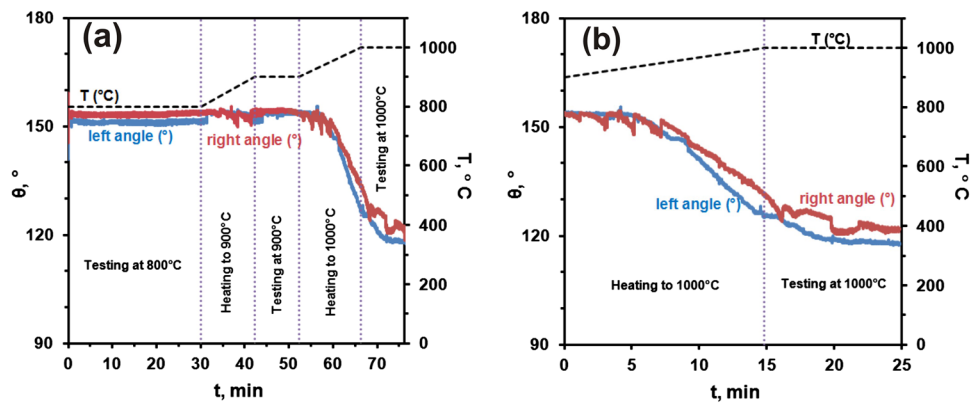 (a)
180
150
120
90
θ, °
0
10
20
30
40
50
60
70
t, min
1000
800
600
400
200
0
T, °C
T (°C)
left angle (°)
right angle (°)
Testing at 800°C
Heating to 900°C
Testing at 900°C
Heating to 1000°C
Testing at 1000°C
(b)
180
150
120
90
θ, °
0
5
10
15
20
25
t, min
1000
800
600
400
200
0
T, °C
T (°C)
left angle (°)
right angle (°)
Heating to 1000°C
Testing at 1000°C